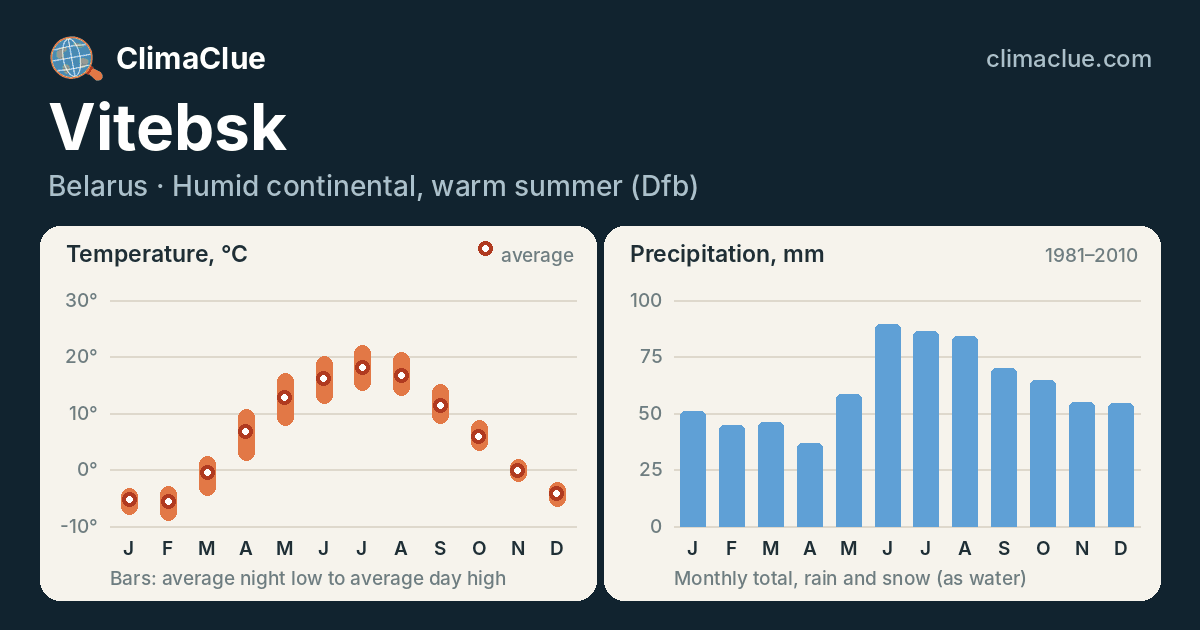 ClimaClue
climaclue.com
Vitebsk
Belarus · Humid continental, warm summer (Dfb)
Temperature, °C
average
30°
20°
10°
0°
-10°
J F M A M J J A S O N D
Bars: average night low to average day high
Precipitation, mm
1981–2010
100
75
50
25
0
J F M A M J J A S O N D
Monthly total, rain and snow (as water)